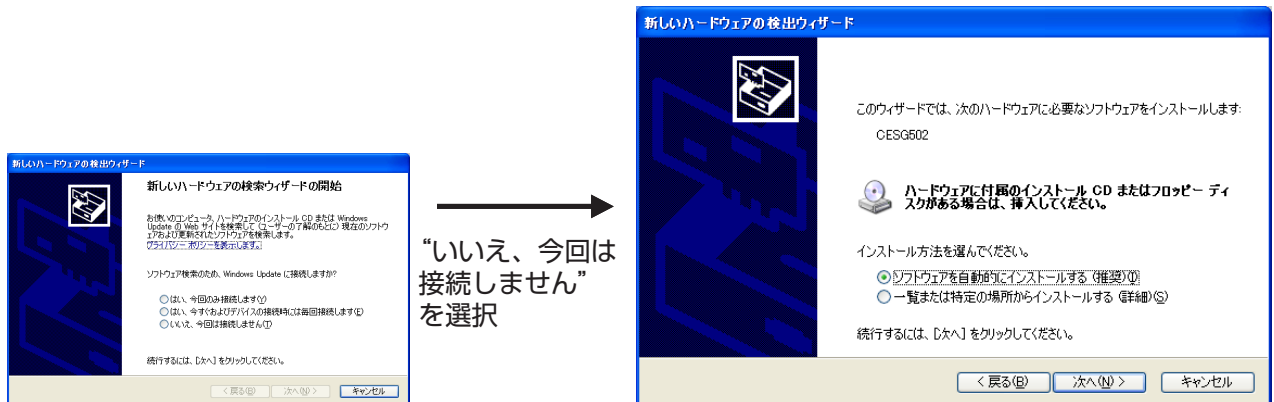 新しいハードウェアの検出ウィザード
新しいハードウェアの検索ウィザードの開始
お使いのコンピュータ、ハードウェアのインストール CD または Windows
Update の Web サイトを検索して (ユーザーの了解のもとに) 現在のソフトウ
ェアおよび更新されたソフトウェアを検索します。
プライバシー ポリシーを表示します。
ソフトウェア検索のため、Windows Update に接続しますか?
はい、今回のみ接続します(Y)
はい、今すぐおよびデバイスの接続時には毎回接続します(E)
いいえ、今回は接続しません(T)
続行するには、[次へ] をクリックしてください。
< 戻る(B)
次へ(N) >
キャンセル
“いいえ、今回は
接続しません”
を選択
新しいハードウェアの検出ウィザード
このウィザードでは、次のハードウェアに必要なソフトウェアをインストールします:
CESG502
ハードウェアに付属のインストール CD またはフロッピー ディ
スクがある場合は、挿入してください。
インストール方法を選んでください。
ソフトウェアを自動的にインストールする (推奨)(I)
一覧または特定の場所からインストールする (詳細)(S)
続行するには、[次へ] をクリックしてください。
< 戻る(B)
次へ(N) >
キャンセル